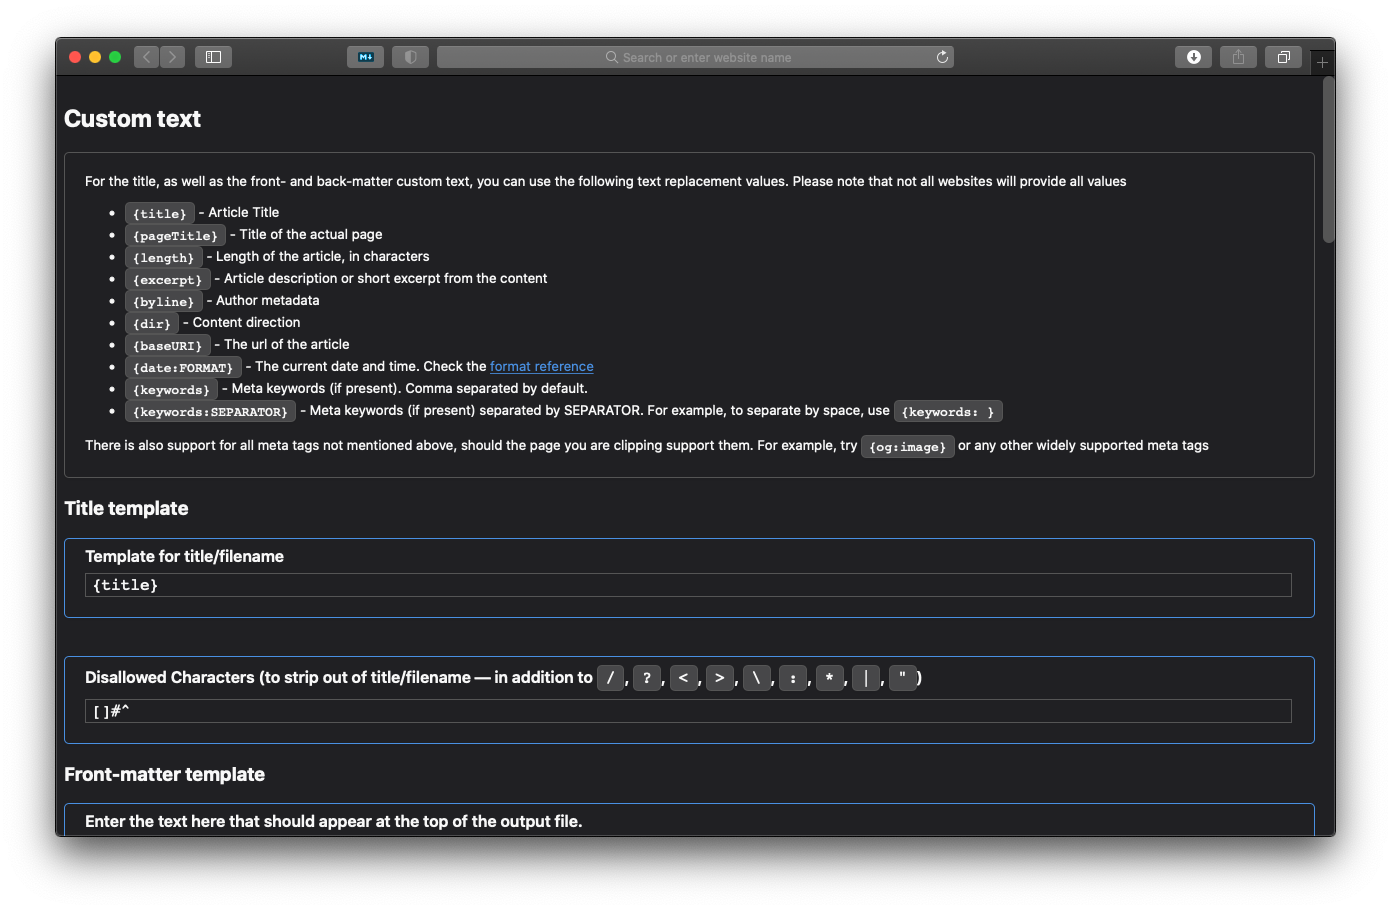 M↓
Search or enter website name
Custom text
For the title, as well as the front- and back-matter custom text, you can use the following text replacement values. Please note that not all websites will provide all values
• {title} - Article Title
• {pageTitle} - Title of the actual page
• {length} - Length of the article, in characters
• {excerpt} - Article description or short excerpt from the content
• {byline} - Author metadata
• {dir} - Content direction
• {baseURI} - The url of the article
• {date:FORMAT} - The current date and time. Check the format reference
• {keywords} - Meta keywords (if present). Comma separated by default.
• {keywords:SEPARATOR} - Meta keywords (if present) separated by SEPARATOR. For example, to separate by space, use {keywords: }
There is also support for all meta tags not mentioned above, should the page you are clipping support them. For example, try {og:image} or any other widely supported meta tags
Title template
Template for title/filename
{title}
Disallowed Characters (to strip out of title/filename — in addition to / , ? , < , > , \ , : , * , | , " )
[]#^
Front-matter template
Enter the text here that should appear at the top of the output file.